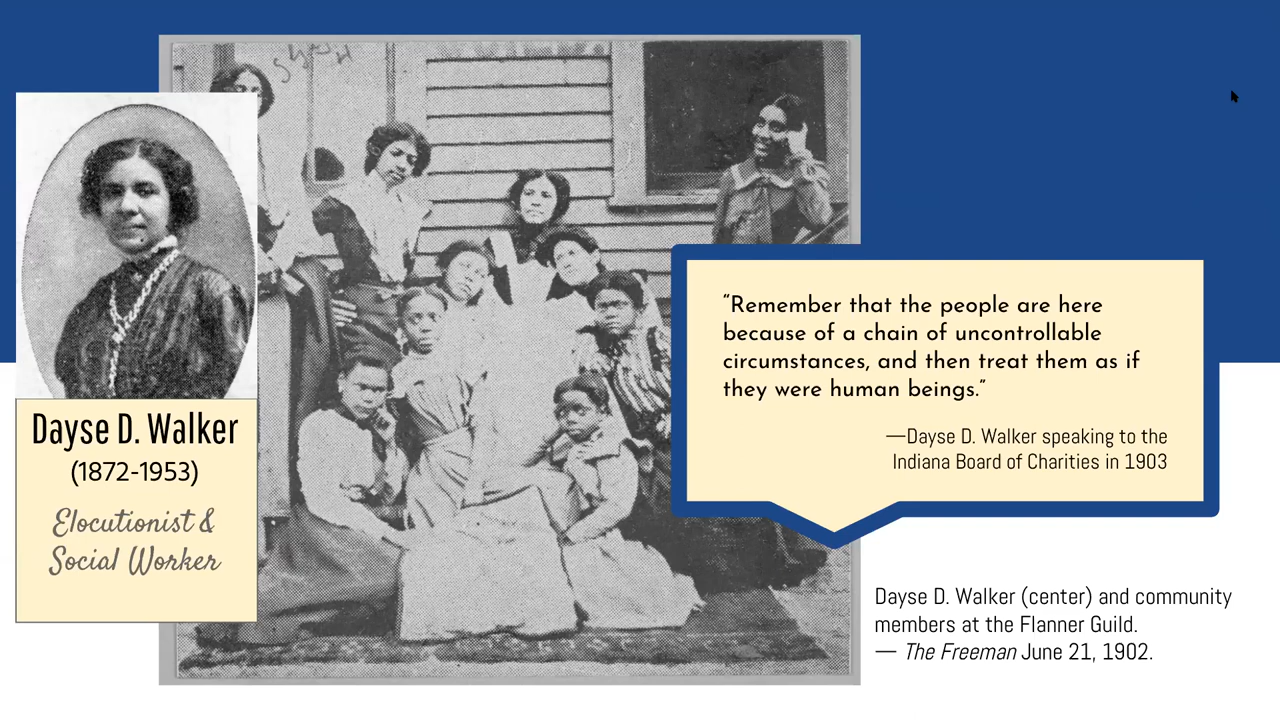 Dayse D. Walker
(1872-1953)
Elocutionist &
Social Worker
“Remember that the people are here
because of a chain of uncontrollable
circumstances, and then treat them as if
they were human beings.”
—Dayse D. Walker speaking to the
Indiana Board of Charities in 1903
Dayse D. Walker (center) and community
members at the Flanner Guild.
— The Freeman June 21, 1902.